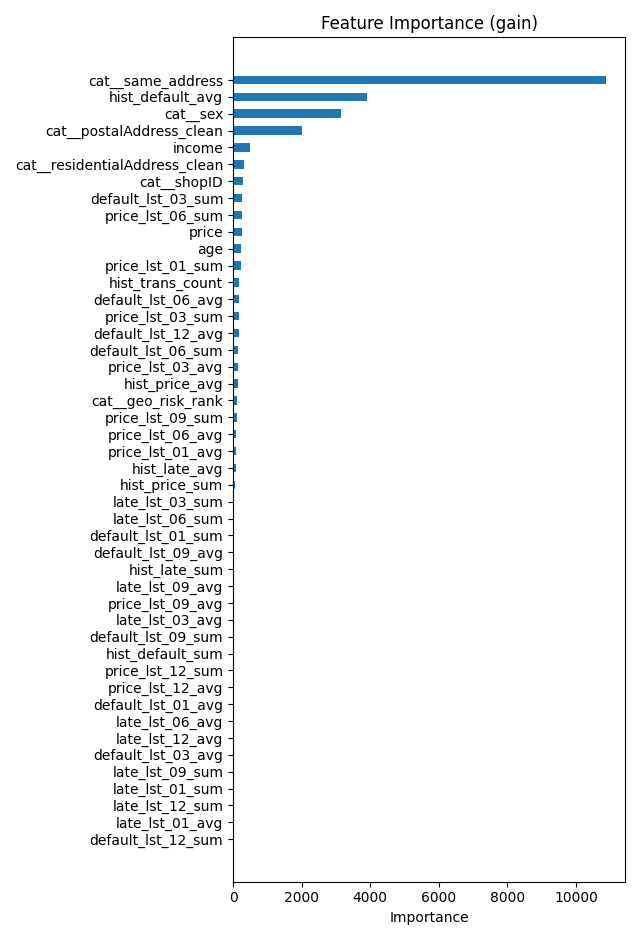 Feature Importance (gain)
cat__same_address
hist_default_avg
cat__sex
cat__postalAddress_clean
income
cat__residentialAddress_clean
cat__shopID
default_lst_03_sum
price_lst_06_sum
price
age
price_lst_01_sum
hist_trans_count
default_lst_06_avg
price_lst_03_sum
default_lst_12_avg
default_lst_06_sum
price_lst_03_avg
hist_price_avg
cat__geo_risk_rank
price_lst_09_sum
price_lst_06_avg
price_lst_01_avg
hist_late_avg
hist_price_sum
late_lst_03_sum
late_lst_06_sum
default_lst_01_sum
default_lst_09_avg
hist_late_sum
late_lst_09_avg
price_lst_09_avg
late_lst_03_avg
default_lst_09_sum
hist_default_sum
price_lst_12_sum
price_lst_12_avg
default_lst_01_avg
late_lst_06_avg
late_lst_12_avg
default_lst_03_avg
late_lst_09_sum
late_lst_01_sum
late_lst_12_sum
late_lst_01_avg
default_lst_12_sum
0 2000 4000 6000 8000 10000
Importance